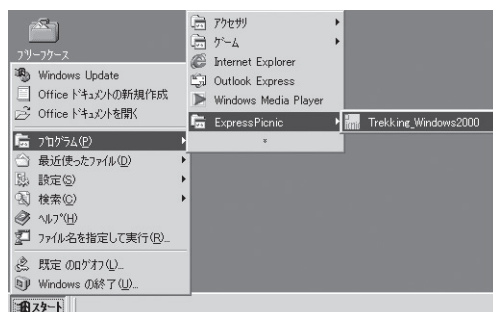 ブリーフケース
Windows Update
Office ドキュメントの新規作成
Office ドキュメントを開く
プログラム(P)
最近使ったファイル(D)
設定(S)
検索(C)
ヘルプ(H)
ファイル名を指定して実行(R)...
既定 のログオフ(L)...
Windows の終了(U)...
スタート
アクセサリ
ゲーム
Internet Explorer
Outlook Express
Windows Media Player
ExpressPicnic
Trekking_Windows2000